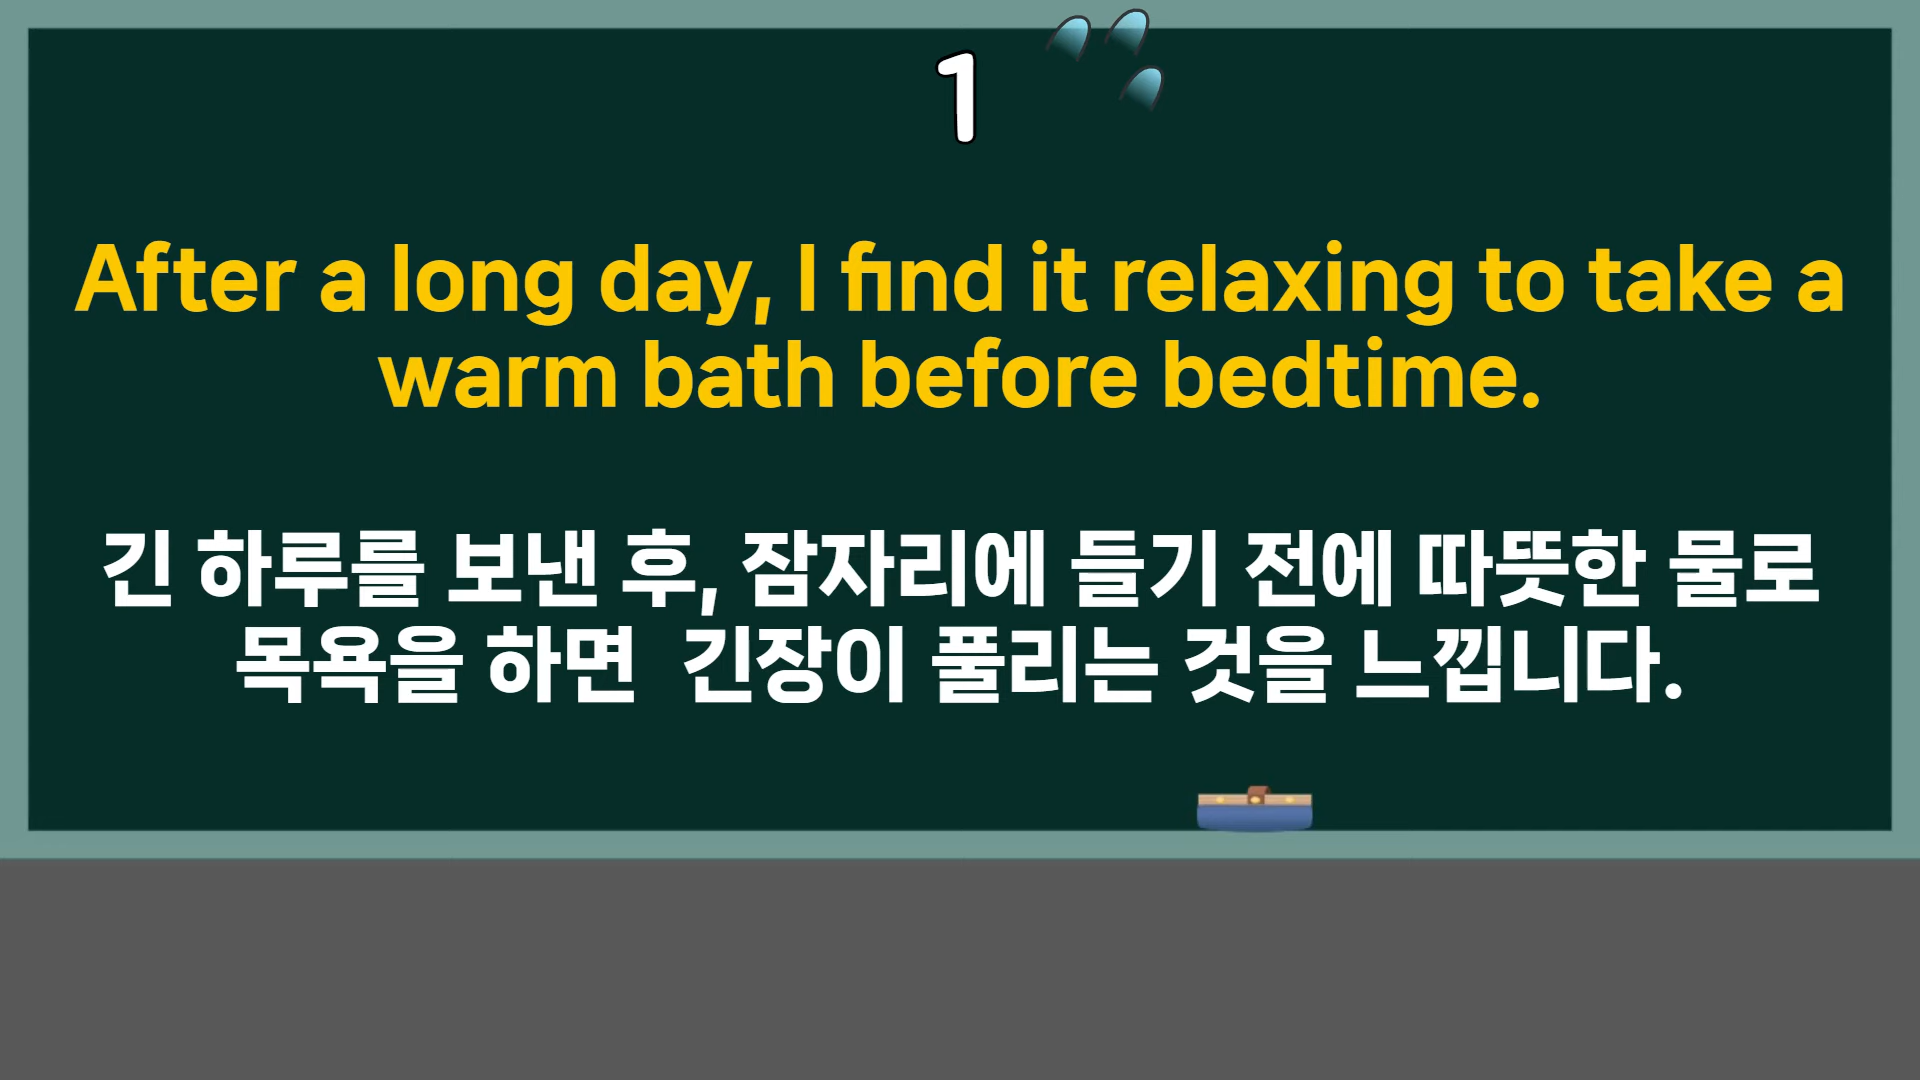 1
After a long day, I find it relaxing to take a
warm bath before bedtime.
긴 하루를 보낸 후, 잠자리에 들기 전에 따뜻한 물로
목욕을 하면  긴장이 풀리는 것을 느낍니다.